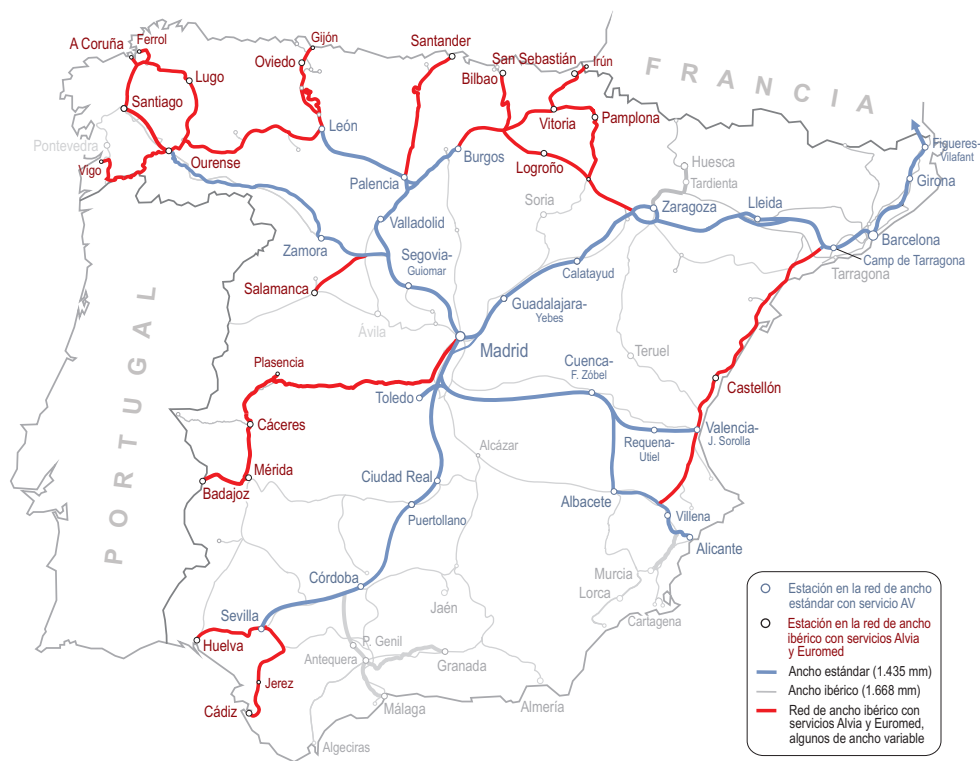 A Coruña
Ferrol
Gijón
Santander
San Sebastián
Irún
Oviedo
Bilbao
FRANCIA
Lugo
Santiago
León
Vitoria
Pamplona
Pontevedra
Burgos
Figueres-
Vilafant
Vigo
Ourense
Logroño
Huesca
Tardienta
Palencia
Girona
Soria
Zaragoza
Lleida
Valladolid
Zamora
Barcelona
Segovia-
Guiomar
Camp de Tarragona
Tarragona
Calatayud
Salamanca
Guadalajara-
Yebes
Ávila
PORTUGAL
Madrid
Teruel
Plasencia
Cuenca-
F. Zóbel
Castellón
Toledo
Cáceres
Valencia-
J. Sorolla
Requena-
Utiel
Alcázar
Mérida
Ciudad Real
Badajoz
Albacete
Puertollano
Villena
Alicante
Murcia
Córdoba
Lorca
Jaén
Cartagena
Sevilla
Huelva
P. Genil
Antequera
Granada
Jerez
Almería
Cádiz
Málaga
Algeciras
Estación en la red de ancho
estándar con servicio AV
Estación en la red de ancho
ibérico con servicios Alvia
y Euromed
Ancho estándar (1.435 mm)
Ancho ibérico (1.668 mm)
Red de ancho ibérico con
servicios Alvia y Euromed,
algunos de ancho variable